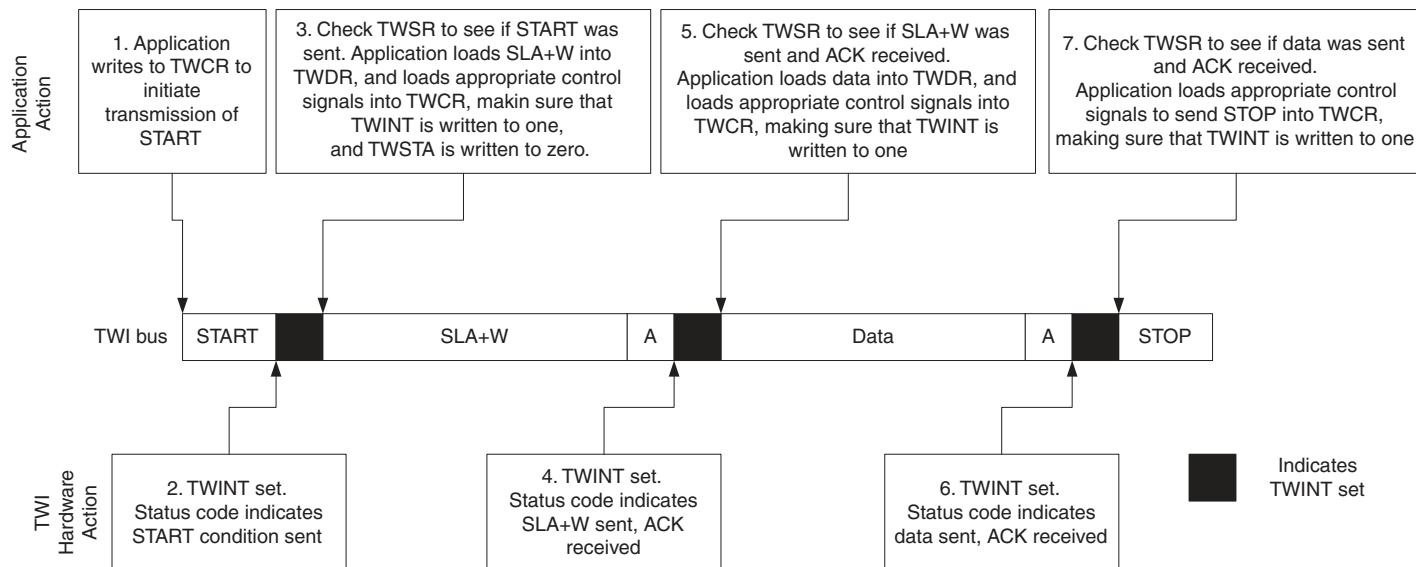 Application
Action
1. Application
writes to TWCR to
initiate
transmission of
START
3. Check TWSR to see if START was
sent. Application loads SLA+W into
TWDR, and loads appropriate control
signals into TWCR, makin sure that
TWINT is written to one,
and TWSTA is written to zero.
5. Check TWSR to see if SLA+W was
sent and ACK received.
Application loads data into TWDR, and
loads appropriate control signals into
TWCR, making sure that TWINT is
written to one
7. Check TWSR to see if data was sent
and ACK received.
Application loads appropriate control
signals to send STOP into TWCR,
making sure that TWINT is written to one
TWI bus
START
SLA+W
A
Data
A
STOP
TWI
Hardware
Action
2. TWINT set.
Status code indicates
START condition sent
4. TWINT set.
Status code indicates
SLA+W sent, ACK
received
6. TWINT set.
Status code indicates
data sent, ACK received
Indicates
TWINT set